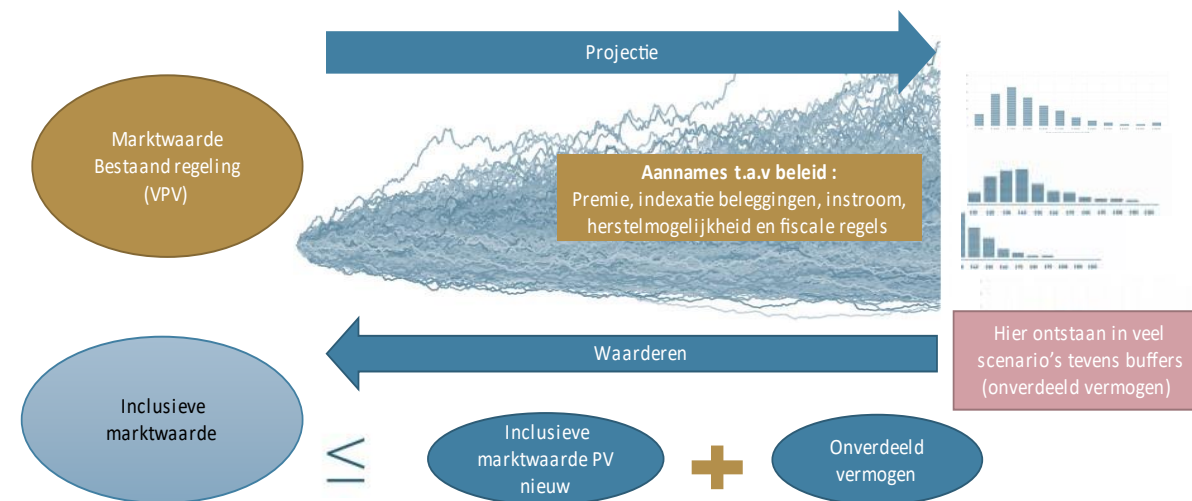 Projectie
Marktwaarde
Bestaand regeling
(VPV)
Aannames t.a.v beleid :
Premie, indexatie beleggingen, instroom,
herstelmogelijkheid en fiscale regels
Waarderen
Hier ontstaan in veel
scenario's tevens buffers
(onverdeeld vermogen)
Inclusieve
marktwaarde
≤
Inclusieve
marktwaarde PV
nieuw
+
Onverdeeld
vermogen